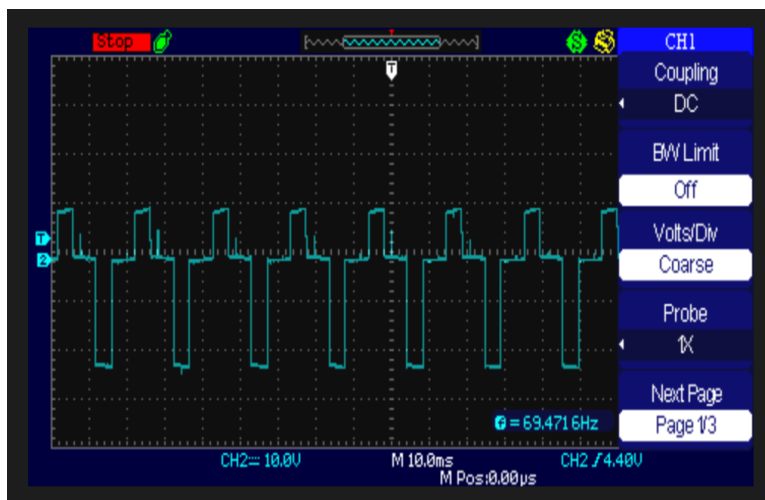 Stop
T
CH1
Coupling
DC
BW Limit
Off
Volts/Div
Coarse
Probe
1X
Next Page
Page 1/3
T
2
f = 69.4716Hz
CH2 10.0V
M 10.0ms
CH2 / 4.40V
M Pos:0.00μs